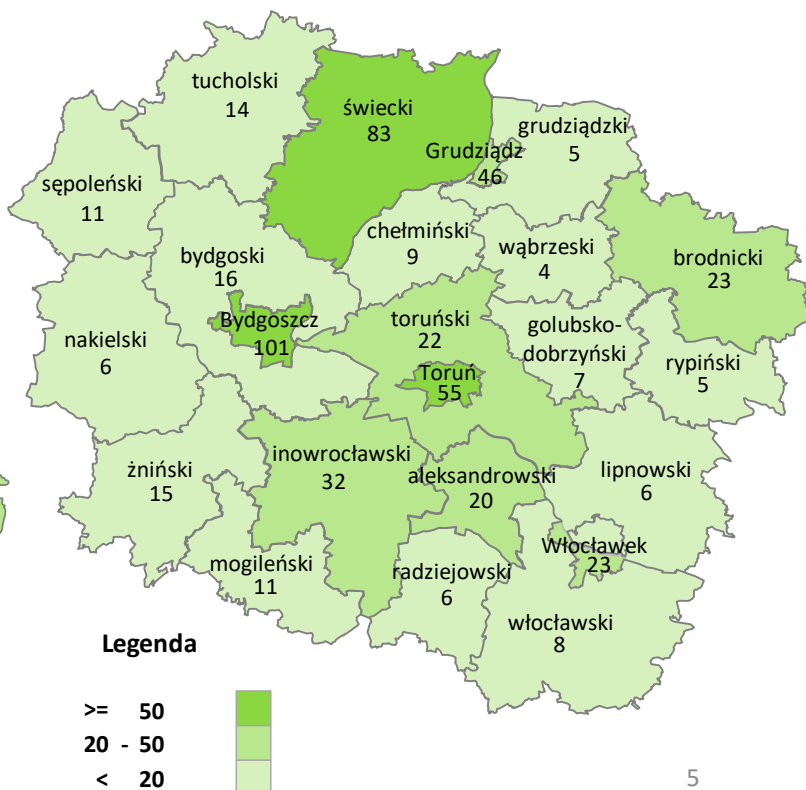 tucholski
14
świecki
83
grudziądzki
5
Grudziądz
46
sępoleński
11
chełmiński
9
wąbrzeski
4
brodnicki
23
bydgoski
16
Bydgoszcz
101
nakielski
6
toruński
22
golubsko-
dobrzyński
7
rypiński
5
Toruń
55
żniński
15
inowrocławski
32
aleksandrowski
20
lipnowski
6
mogileński
11
radziejowski
6
Włocławek
23
włocławski
8
Legenda
>= 50
20 - 50
< 20
5